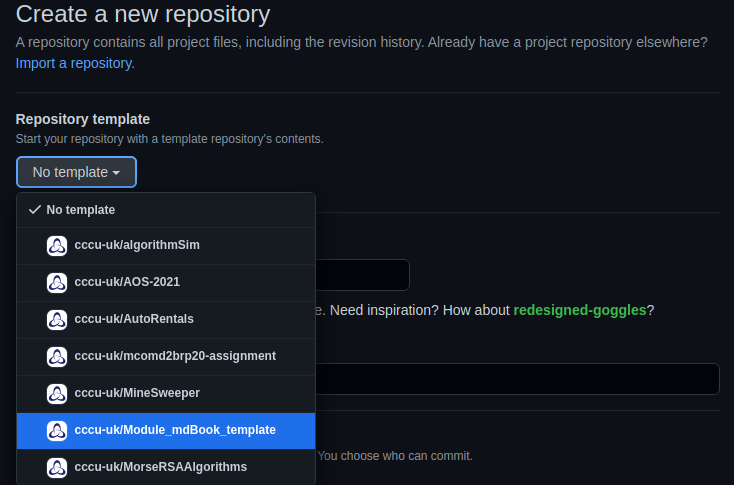 Create a new repository
A repository contains all project files, including the revision history. Already have a project repository elsewhere?
Import a repository.
Repository template
Start your repository with a template repository's contents.
No template
No template
cccu-uk/algorithmSim
cccu-uk/AOS-2021
e. Need inspiration? How about redesigned-goggles?
cccu-uk/AutoRentals
cccu-uk/mcomd2brp20-assignment
cccu-uk/MineSweeper
cccu-uk/Module_mdBook_template
You choose who can commit.
cccu-uk/MorseRSAAlgorithms